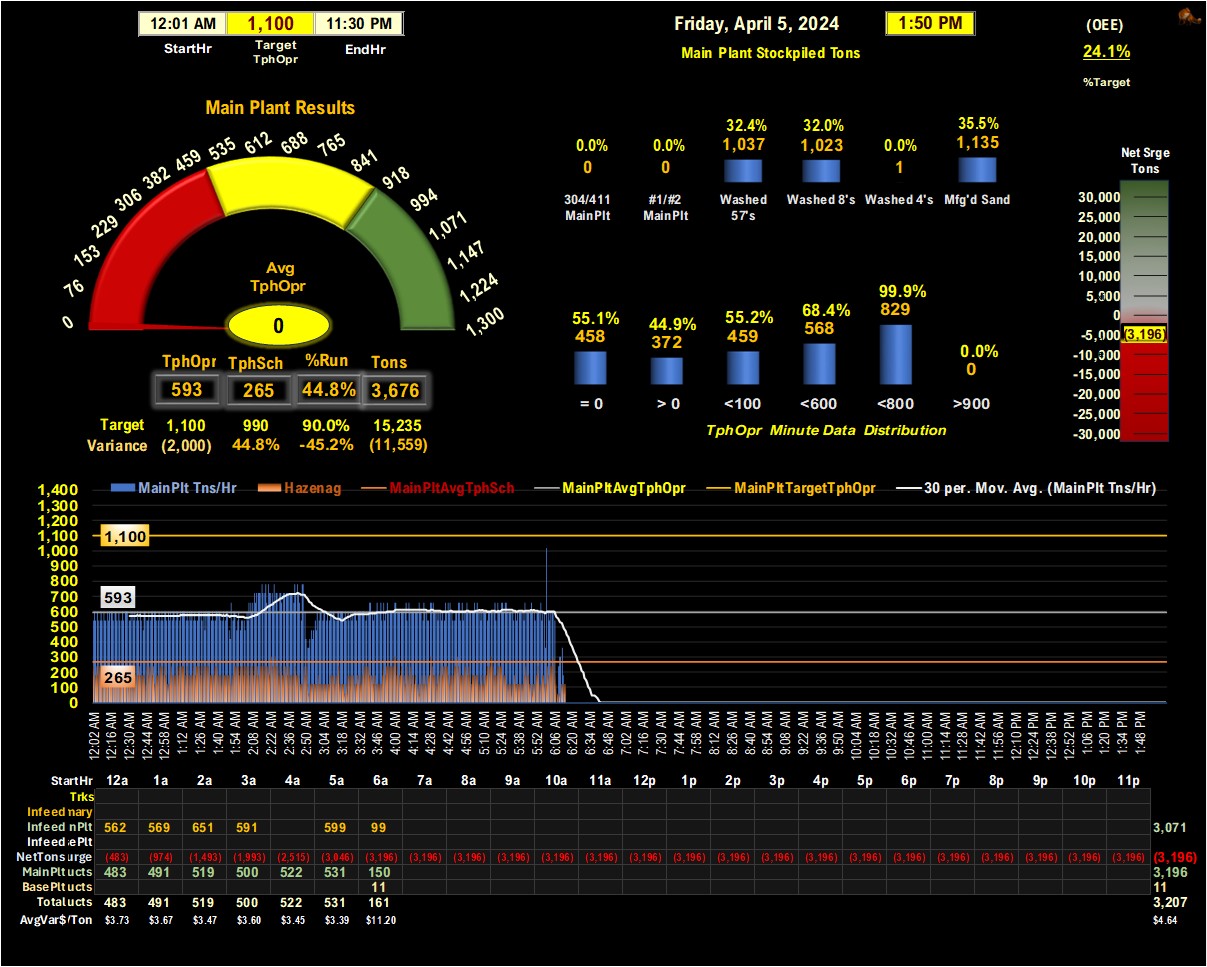 12:01 AM 1,100 11:30 PM
StartHr Target TphOpr EndHr
Friday, April 5, 2024 1:50 PM
Main Plant Stockpiled Tons
(OEE)
24.1%
%Target
Main Plant Results
0 76 153 229 306 382 459 535 612 688 765 841 918 994 1,071 1,147 1,224 1,300
Avg
TphOpr
0
TphOpr TphSch %Run Tons
593 265 44.8% 3,676
Target 1,100 990 90.0% 15,235
Variance (2,000) 44.8% -45.2% (11,559)
0.0% 0.0% 32.4% 32.0% 0.0% 35.5%
0 0 1,037 1,023 1 1,135
304/411 MainPlt #1/#2 MainPlt Washed 57's Washed 8's Washed 4's Mfg'd Sand
55.1% 44.9% 55.2% 68.4% 99.9% 0.0%
458 372 459 568 829 0
= 0 > 0 <100 <600 <800 >900
TphOpr Minute Data Distribution
Net Srge
Tons
30,000
25,000
20,000
15,000
10,000
5,000
0
-5,000 (3,196)
-10,000
-15,000
-20,000
-25,000
-30,000
MainPlt Tns/Hr Hazenag MainPltAvgTphSch MainPltAvgTphOpr MainPltTargetTphOpr 30 per. Mov. Avg. (MainPlt Tns/Hr)
1,400
1,300
1,200
1,100 1,100
1,000
900
800
700
593
600
500
400
300
200 265
100
0
12:02 AM 12:16 AM 12:30 AM 12:44 AM 12:58 AM 1:12 AM 1:26 AM 1:40 AM 1:54 AM 2:08 AM 2:22 AM 2:36 AM 2:50 AM 3:04 AM 3:18 AM 3:32 AM 3:46 AM 4:00 AM 4:14 AM 4:28 AM 4:42 AM 4:56 AM 5:10 AM 5:24 AM 5:38 AM 5:52 AM 6:06 AM 6:20 AM 6:34 AM 6:48 AM 7:02 AM 7:16 AM 7:30 AM 7:44 AM 7:58 AM 8:12 AM 8:26 AM 8:40 AM 8:54 AM 9:08 AM 9:22 AM 9:36 AM 9:50 AM 10:04 AM 10:18 AM 10:32 AM 10:46 AM 11:00 AM 11:14 AM 11:28 AM 11:42 AM 11:56 AM 12:10 PM 12:24 PM 12:38 PM 12:52 PM 1:06 PM 1:20 PM 1:34 PM 1:48 PM
StartHr 12a 1a 2a 3a 4a 5a 6a 7a 8a 9a 10a 11a 12p 1p 2p 3p 4p 5p 6p 7p 8p 9p 10p 11p
Trks
Infeed mary
Infeed nPlt 562 569 651 591 599 99 3,071
Infeed ePlt
NetTons urge (483) (974) (1,493) (1,993) (2,515) (3,046) (3,196) (3,196) (3,196) (3,196) (3,196) (3,196) (3,196) (3,196) (3,196) (3,196) (3,196) (3,196) (3,196) (3,196) (3,196) (3,196) (3,196) (3,196) (3,196)
MainPlt ucts 483 491 519 500 522 531 150 3,196
BasePlt ucts 11 11
Total ucts 483 491 519 500 522 531 161 3,207
AvgVar$/Ton $3.73 $3.67 $3.47 $3.60 $3.45 $3.39 $11.20 $4.64